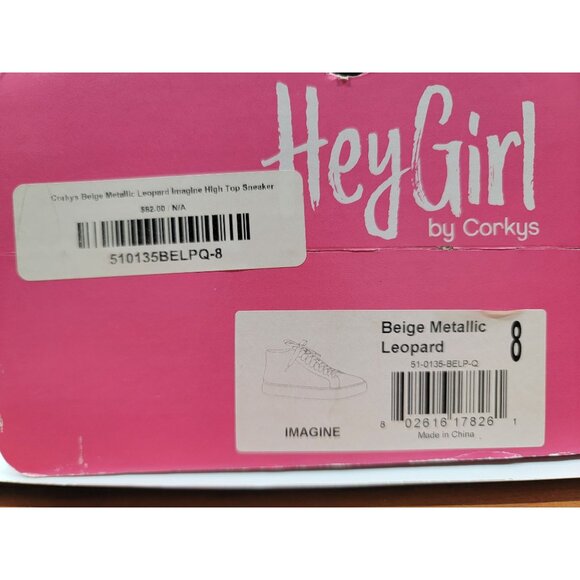 HeyGirl
by Corkys
Corkys Beige Metallic Leopard Imagine High Top Sneaker
$62.00 / N/A
510135BELPQ-8
Beige Metallic
Leopard
8
51-0135-BELP-Q
8 02616 17826 1
Made in China
IMAGINE